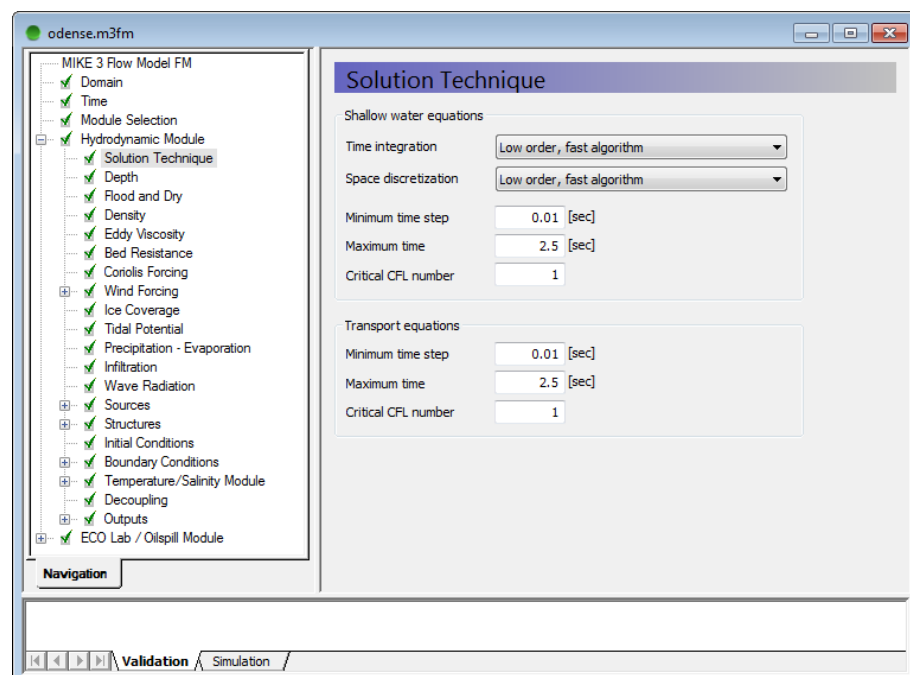 odense.m3fm
MIKE 3 Flow Model FM
Domain
Time
Module Selection
Hydrodynamic Module
Solution Technique
Depth
Flood and Dry
Density
Eddy Viscosity
Bed Resistance
Coriolis Forcing
Wind Forcing
Ice Coverage
Tidal Potential
Precipitation - Evaporation
Infiltration
Wave Radiation
Sources
Structures
Initial Conditions
Boundary Conditions
Temperature/Salinity Module
Decoupling
Outputs
ECO Lab / Oilspill Module
Navigation
Solution Technique
Shallow water equations
Time integration Low order, fast algorithm
Space discretization Low order, fast algorithm
Minimum time step 0.01 [sec]
Maximum time 2.5 [sec]
Critical CFL number 1
Transport equations
Minimum time step 0.01 [sec]
Maximum time 2.5 [sec]
Critical CFL number 1
Validation Simulation